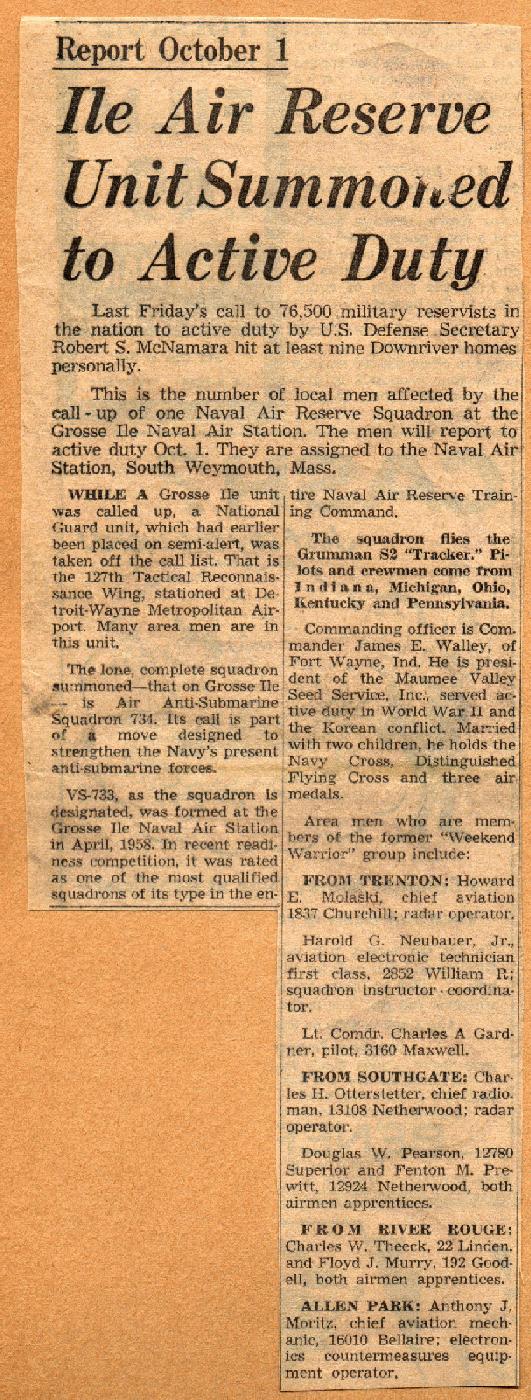 Report October 1
Ile Air Reserve
Unit Summoned
to Active Duty
Last Friday's call to 76,500 military reservists in
the nation to active duty by U.S. Defense Secretary
Robert S. McNamara hit at least nine Downriver homes
personally.
This is the number of local men affected by the
call-up of one Naval Air Reserve Squadron at the
Grosse Ile Naval Air Station. The men will report to
active duty Oct. 1. They are assigned to the Naval Air
Station, South Weymouth, Mass.
WHILE A Grosse Ile unit
was called up, a National
Guard unit, which had earlier
been placed on semi-alert, was
taken off the call list. That is
the 127th Tactical Reconnais-
sance Wing, stationed at De-
troit-Wayne Metropolitan Air-
port. Many area men are in
this unit.
The lone, complete squadron
summoned—that on Grosse Ile
— is Air Anti-Submarine
Squadron 734. Its call is part
of a move designed to
strengthen the Navy's present
anti-submarine forces.
VS-733, as the squadron is
designated, was formed at the
Grosse Ile Naval Air Station
in April, 1958. In recent readi-
ness competition, it was rated
as one of the most qualified
squadrons of its type in the en-
tire Naval Air Reserve Train-
ing Command.
The squadron flies the
Grumman S2 "Tracker." Pi-
lots and crewmen come from
Indiana, Michigan, Ohio,
Kentucky and Pennsylvania.
Commanding officer is Com-
mander James E. Walley, of
Fort Wayne, Ind. He is presi-
dent of the Maumee Valley
Seed Service, Inc., served ac-
tive duty in World War II and
the Korean conflict. Married
with two children, he holds the
Navy Cross, Distinguished
Flying Cross and three air
medals.
Area men who are mem-
bers of the former "Weekend
Warrior" group include:
FROM TRENTON: Howard
E. Molaski, chief aviation
1837 Churchill; radar operator.
Harold G. Neubauer, Jr.,
aviation electronic technician
first class, 2852 William R;
squadron instructor-coordina-
tor.
Lt. Comdr. Charles A Gard-
ner, pilot, 3160 Maxwell.
FROM SOUTHGATE: Char-
les H. Otterstetter, chief radio.
man, 13108 Netherwood; radar
operator.
Douglas W. Pearson, 12780
Superior and Fenton M. Pre-
witt, 12924 Netherwood, both
airmen apprentices.
FROM RIVER ROUGE:
Charles W. Theeck, 22 Linden,
and Floyd J. Murry, 192 Good-
ell, both airmen apprentices.
ALLEN PARK: Anthony J.
Moritz, chief aviation mech-
anic, 16010 Bellaire; electron-
ics countermeasures equip-
ment operator.